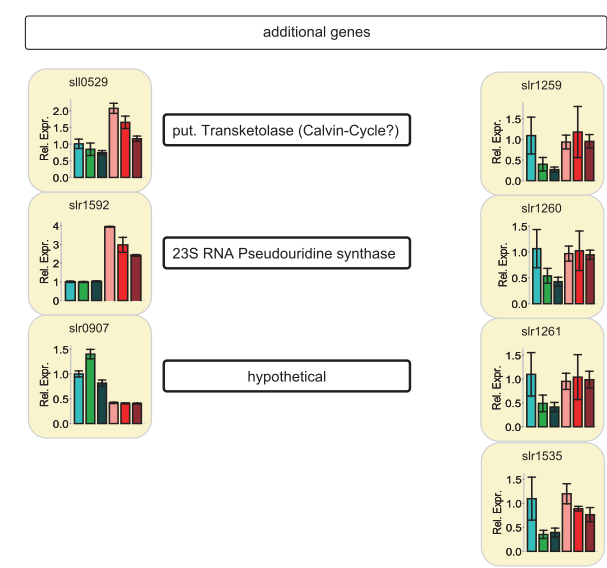 additional genes
sll0529
Rel. Expr.
2.0
1.5
1.0
0.5
0.0
put. Transketolase (Calvin-Cycle?)
slr1592
Rel. Expr.
4
3
2
1
0
23S RNA Pseudouridine synthase
slr0907
Rel. Expr.
1.5
1.0
0.5
0.0
hypothetical
slr1259
Rel. Expr.
1.5
1.0
0.5
0.0
slr1260
Rel. Expr.
1.5
1.0
0.5
0.0
slr1261
Rel. Expr.
1.5
1.0
0.5
0.0
slr1535
Rel. Expr.
1.5
1.0
0.5
0.0